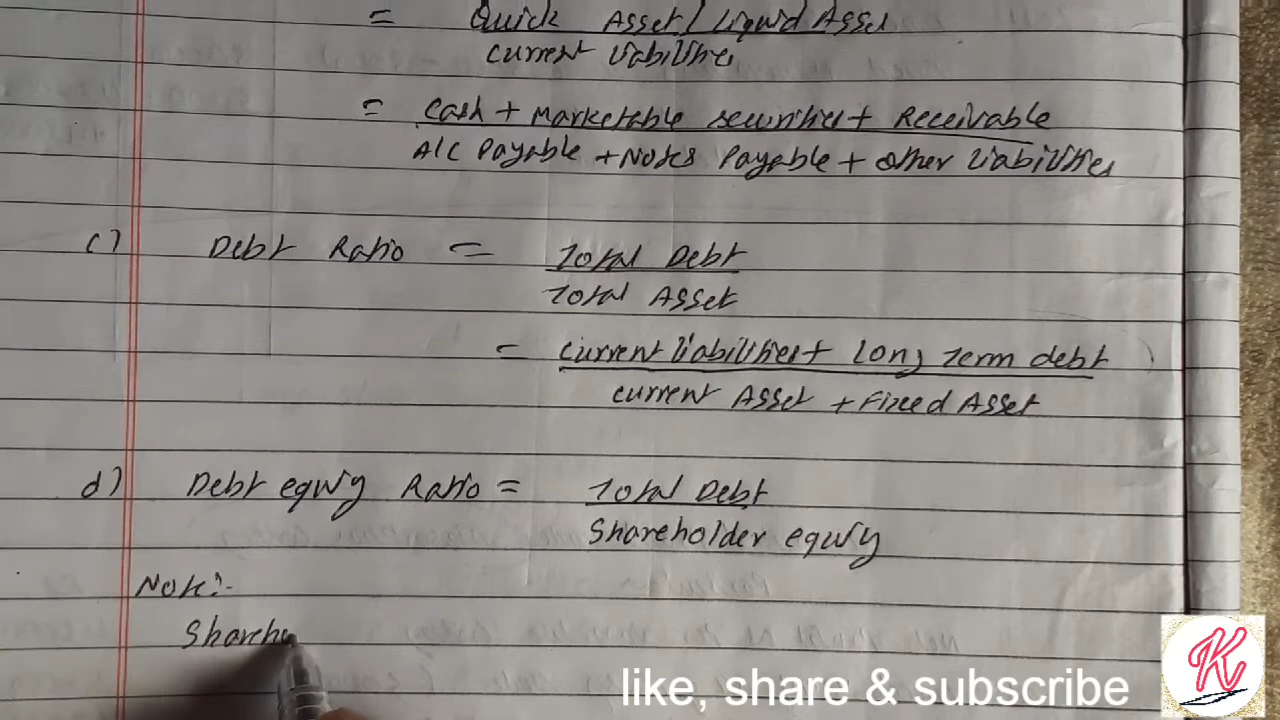 = Quick Asset / Liquid Asset
Current liabilities
= Cash + Marketable securities + Receivable
A/c Payable + Notes Payable + other liabilities
c) Debt Ratio = Total Debt
Total Asset
= current liabilities + Long Term debt
current Asset + Fixed Asset
d) Debt equity Ratio = Total Debt
Shareholder equity
Note:-
Shareho
like, share & subscribe
K